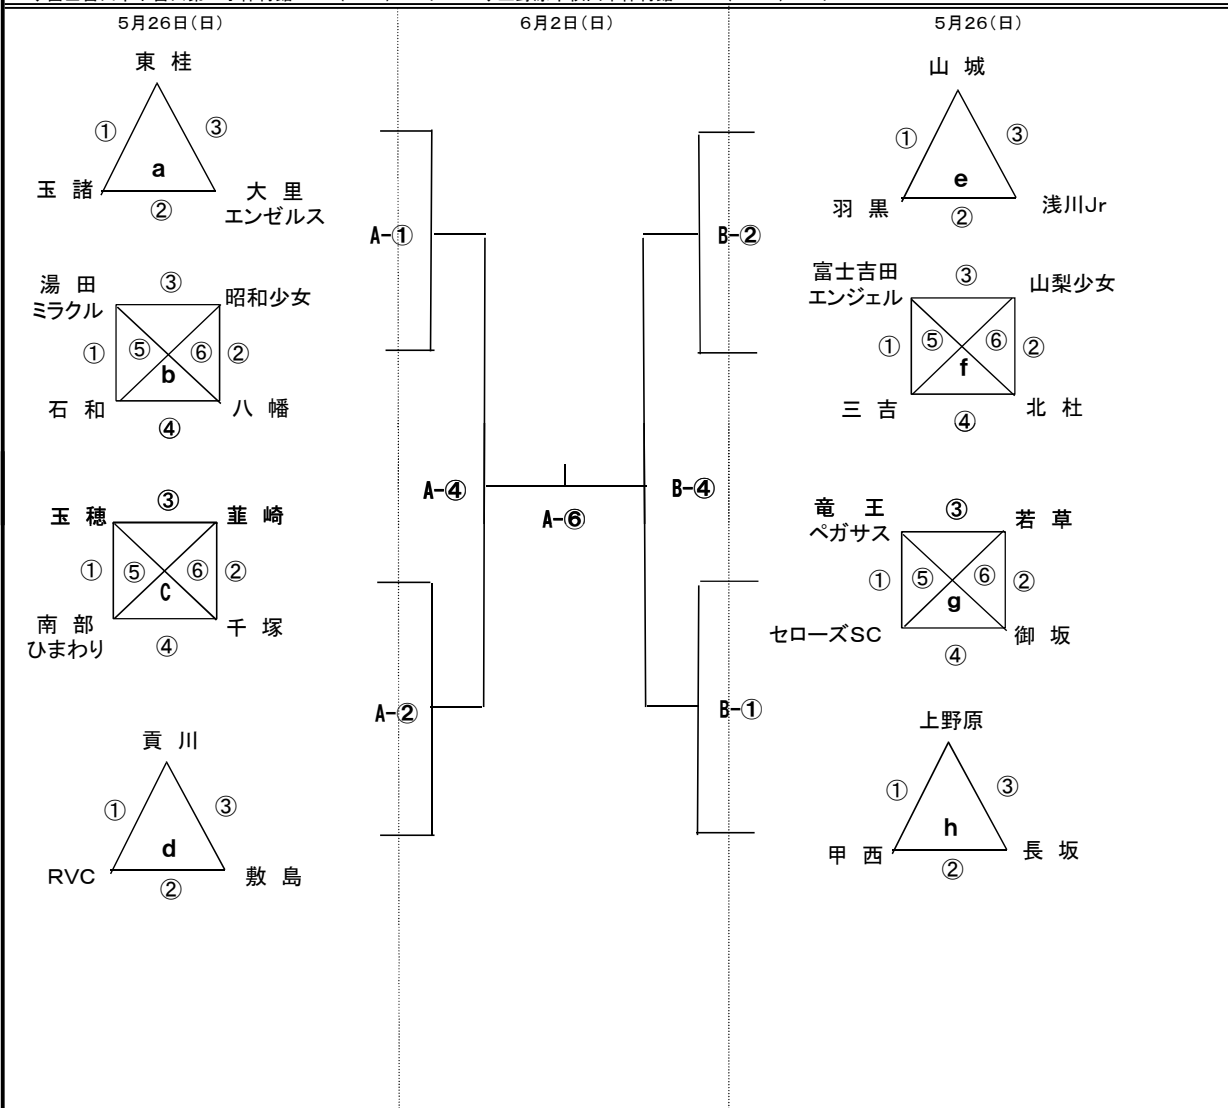 5月26日(日)
6月2日(日)
5月26(日)
東 桂
①
③
a
玉 諸
②
大 里
エンゼルス
湯 田
ミラクル
③
昭和少女
①
⑤
⑥
②
b
石 和
八 幡
④
玉 穂
③
韮 崎
①
⑤
⑥
②
C
南 部
ひまわり
④
千 塚
貢 川
①
③
d
RVC
②
敷 島
A-①
A-④
A-②
A-⑥
B-②
B-④
B-①
山 城
①
③
e
羽 黒
②
浅川Jr
富士吉田
エンジェル
③
山梨少女
①
⑤
⑥
②
f
三 吉
④
北 杜
竜 王
ペガサス
③
若 草
①
⑤
⑥
②
g
セローズSC
④
御 坂
上野原
①
③
h
甲 西
②
長 坂